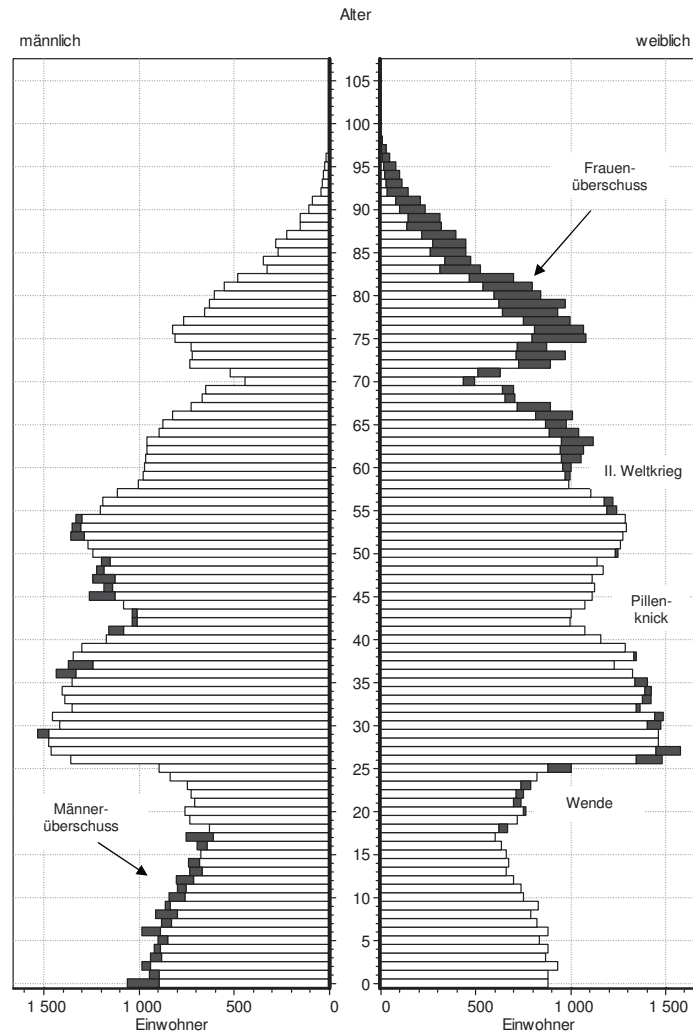 Alter
männlich
weiblich
105
100
95
90
85
80
75
70
65
60
55
50
45
40
35
30
25
20
15
10
5
0
Frauen-
überschuss
II. Weltkrieg
Pillen-
knick
Wende
Männer-
überschuss
1 500 1 000 500 0
0 500 1 000 1 500
Einwohner
Einwohner